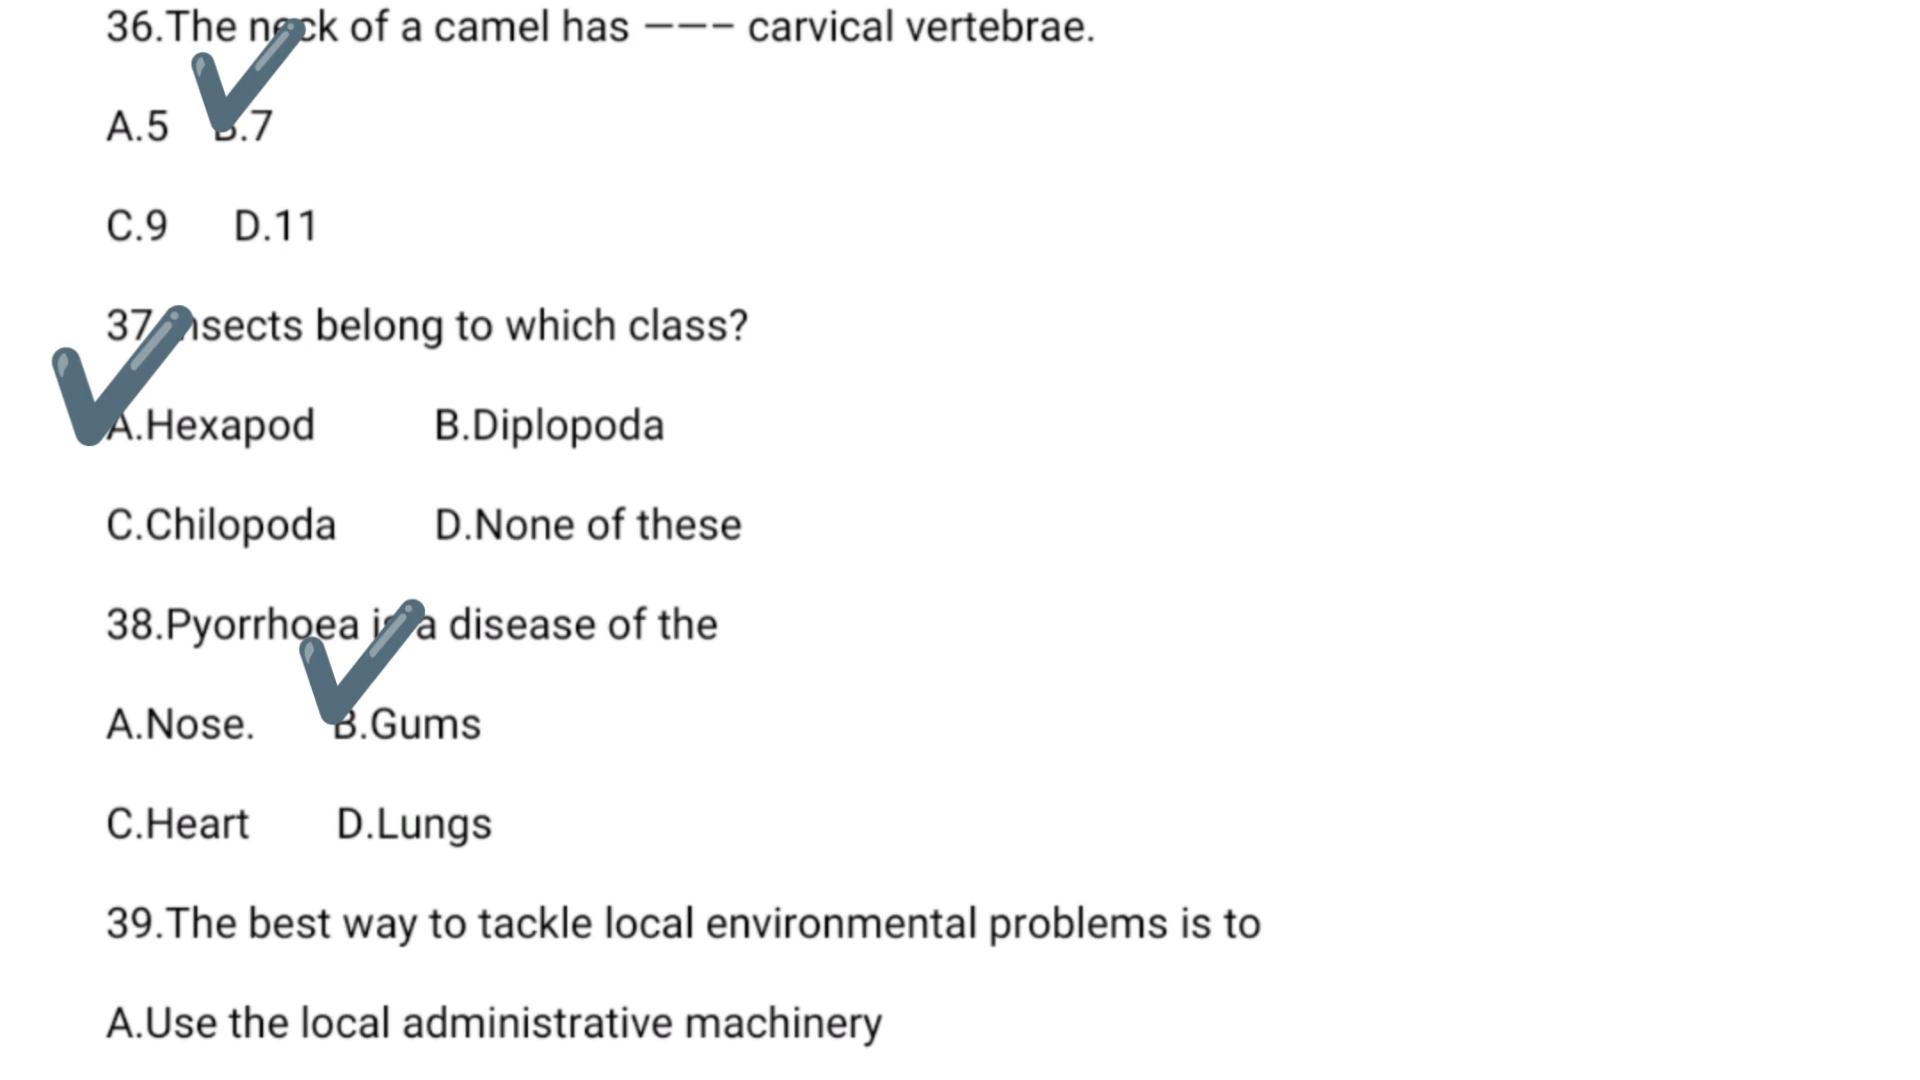 36.The neck of a camel has ––– carvical vertebrae.
A.5 B.7
C.9 D.11
37.Insects belong to which class?
A.Hexapod B.Diplopoda
C.Chilopoda D.None of these
38.Pyorrhoea is a disease of the
A.Nose. B.Gums
C.Heart D.Lungs
39.The best way to tackle local environmental problems is to
A.Use the local administrative machinery